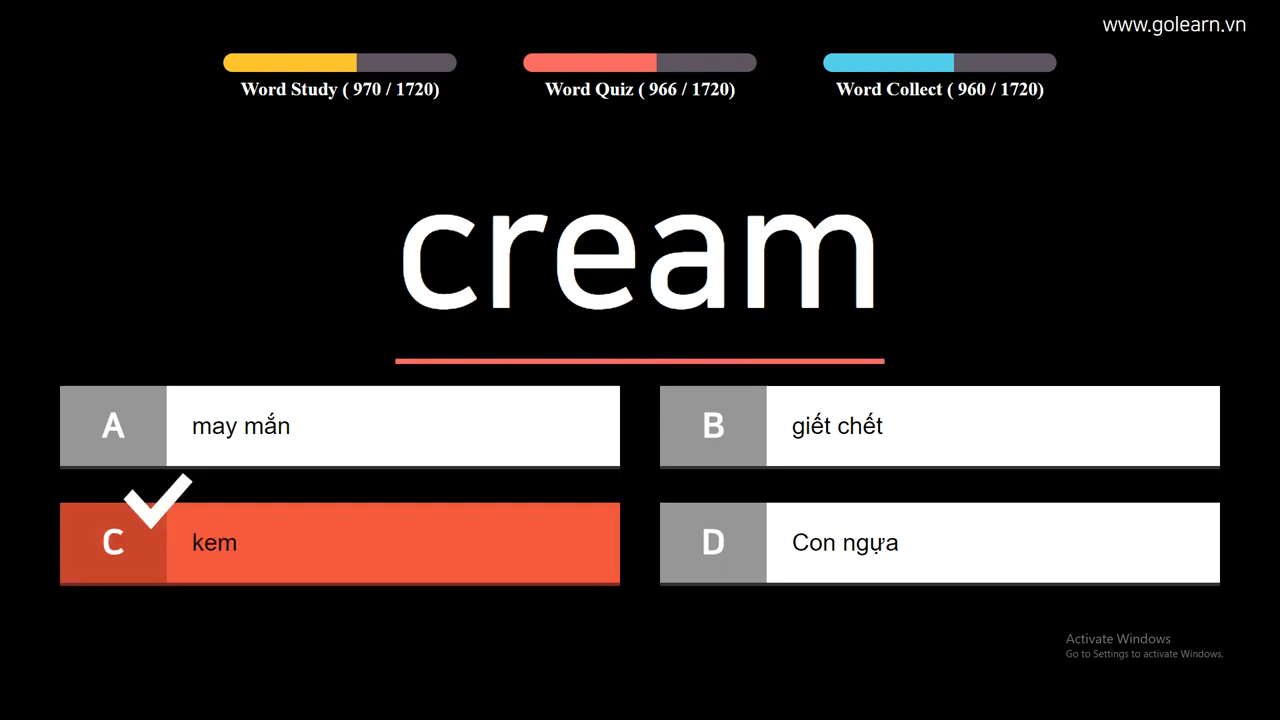 www.golearn.vn
Word Study ( 970 / 1720)
Word Quiz ( 966 / 1720)
Word Collect ( 960 / 1720)
cream
A may mắn
B giết chết
C kem
D Con ngựa
Activate Windows
Go to Settings to activate Windows.